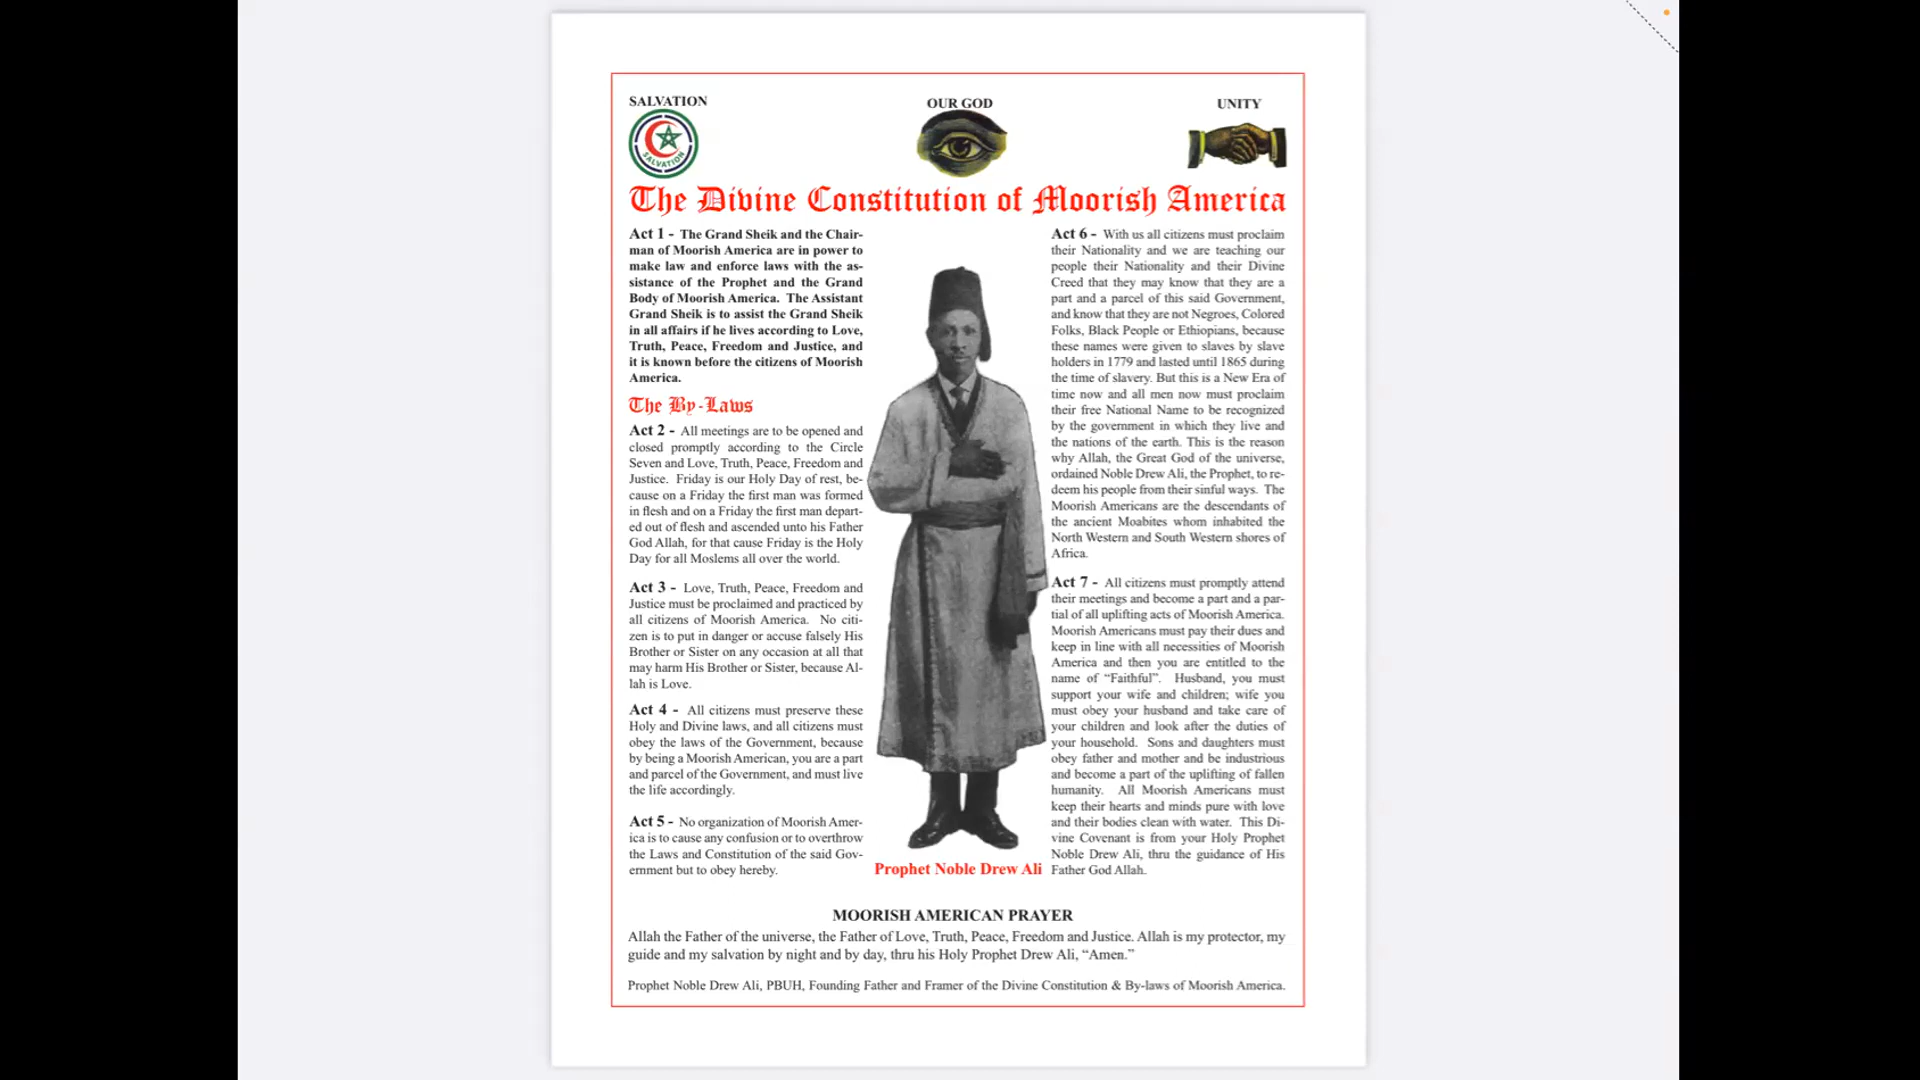 SALVATION
OUR GOD
UNITY
SALVATION
The Divine Constitution of Moorish America
Act 1 - The Grand Sheik and the Chair-
man of Moorish America are in power to
make law and enforce laws with the as-
sistance of the Prophet and the Grand
Body of Moorish America. The Assistant
Grand Sheik is to assist the Grand Sheik
in all affairs if he lives according to Love,
Truth, Peace, Freedom and Justice, and
it is known before the citizens of Moorish
America.
The By-Laws
Act 2 - All meetings are to be opened and
closed promptly according to the Circle
Seven and Love, Truth, Peace, Freedom and
Justice. Friday is our Holy Day of rest, be-
cause on a Friday the first man was formed
in flesh and on a Friday the first man depart-
ed out of flesh and ascended unto his Father
God Allah, for that cause Friday is the Holy
Day for all Moslems all over the world.
Act 3 - Love, Truth, Peace, Freedom and
Justice must be proclaimed and practiced by
all citizens of Moorish America. No citi-
zen is to put in danger or accuse falsely His
Brother or Sister on any occasion at all that
may harm His Brother or Sister, because Al-
lah is Love.
Act 4 - All citizens must preserve these
Holy and Divine laws, and all citizens must
obey the laws of the Government, because
by being a Moorish American, you are a part
and parcel of the Government, and must live
the life accordingly.
Act 5 - No organization of Moorish Amer-
ica is to cause any confusion or to overthrow
the Laws and Constitution of the said Gov-
ernment but to obey hereby.
Prophet Noble Drew Ali
Act 6 - With us all citizens must proclaim
their Nationality and we are teaching our
people their Nationality and their Divine
Creed that they may know that they are a
part and a parcel of this said Government,
and know that they are not Negroes, Colored
Folks, Black People or Ethiopians, because
these names were given to slaves by slave
holders in 1779 and lasted until 1865 during
the time of slavery. But this is a New Era of
time now and all men now must proclaim
their free National Name to be recognized
by the government in which they live and
the nations of the earth. This is the reason
why Allah, the Great God of the universe,
ordained Noble Drew Ali, the Prophet, to re-
deem his people from their sinful ways. The
Moorish Americans are the descendants of
the ancient Moabites whom inhabited the
North Western and South Western shores of
Africa.
Act 7 - All citizens must promptly attend
their meetings and become a part and a par-
tial of all uplifting acts of Moorish America.
Moorish Americans must pay their dues and
keep in line with all necessities of Moorish
America and then you are entitled to the
name of “Faithful”. Husband, you must
support your wife and children; wife you
must obey your husband and take care of
your children and look after the duties of
your household. Sons and daughters must
obey father and mother and be industrious
and become a part of the uplifting of fallen
humanity. All Moorish Americans must
keep their hearts and minds pure with love
and their bodies clean with water. This Di-
vine Covenant is from your Holy Prophet
Noble Drew Ali, thru the guidance of His
Father God Allah.
MOORISH AMERICAN PRAYER
Allah the Father of the universe, the Father of Love, Truth, Peace, Freedom and Justice. Allah is my protector, my
guide and my salvation by night and by day, thru his Holy Prophet Drew Ali, “Amen.”
Prophet Noble Drew Ali, PBUH, Founding Father and Framer of the Divine Constitution & By-laws of Moorish America.